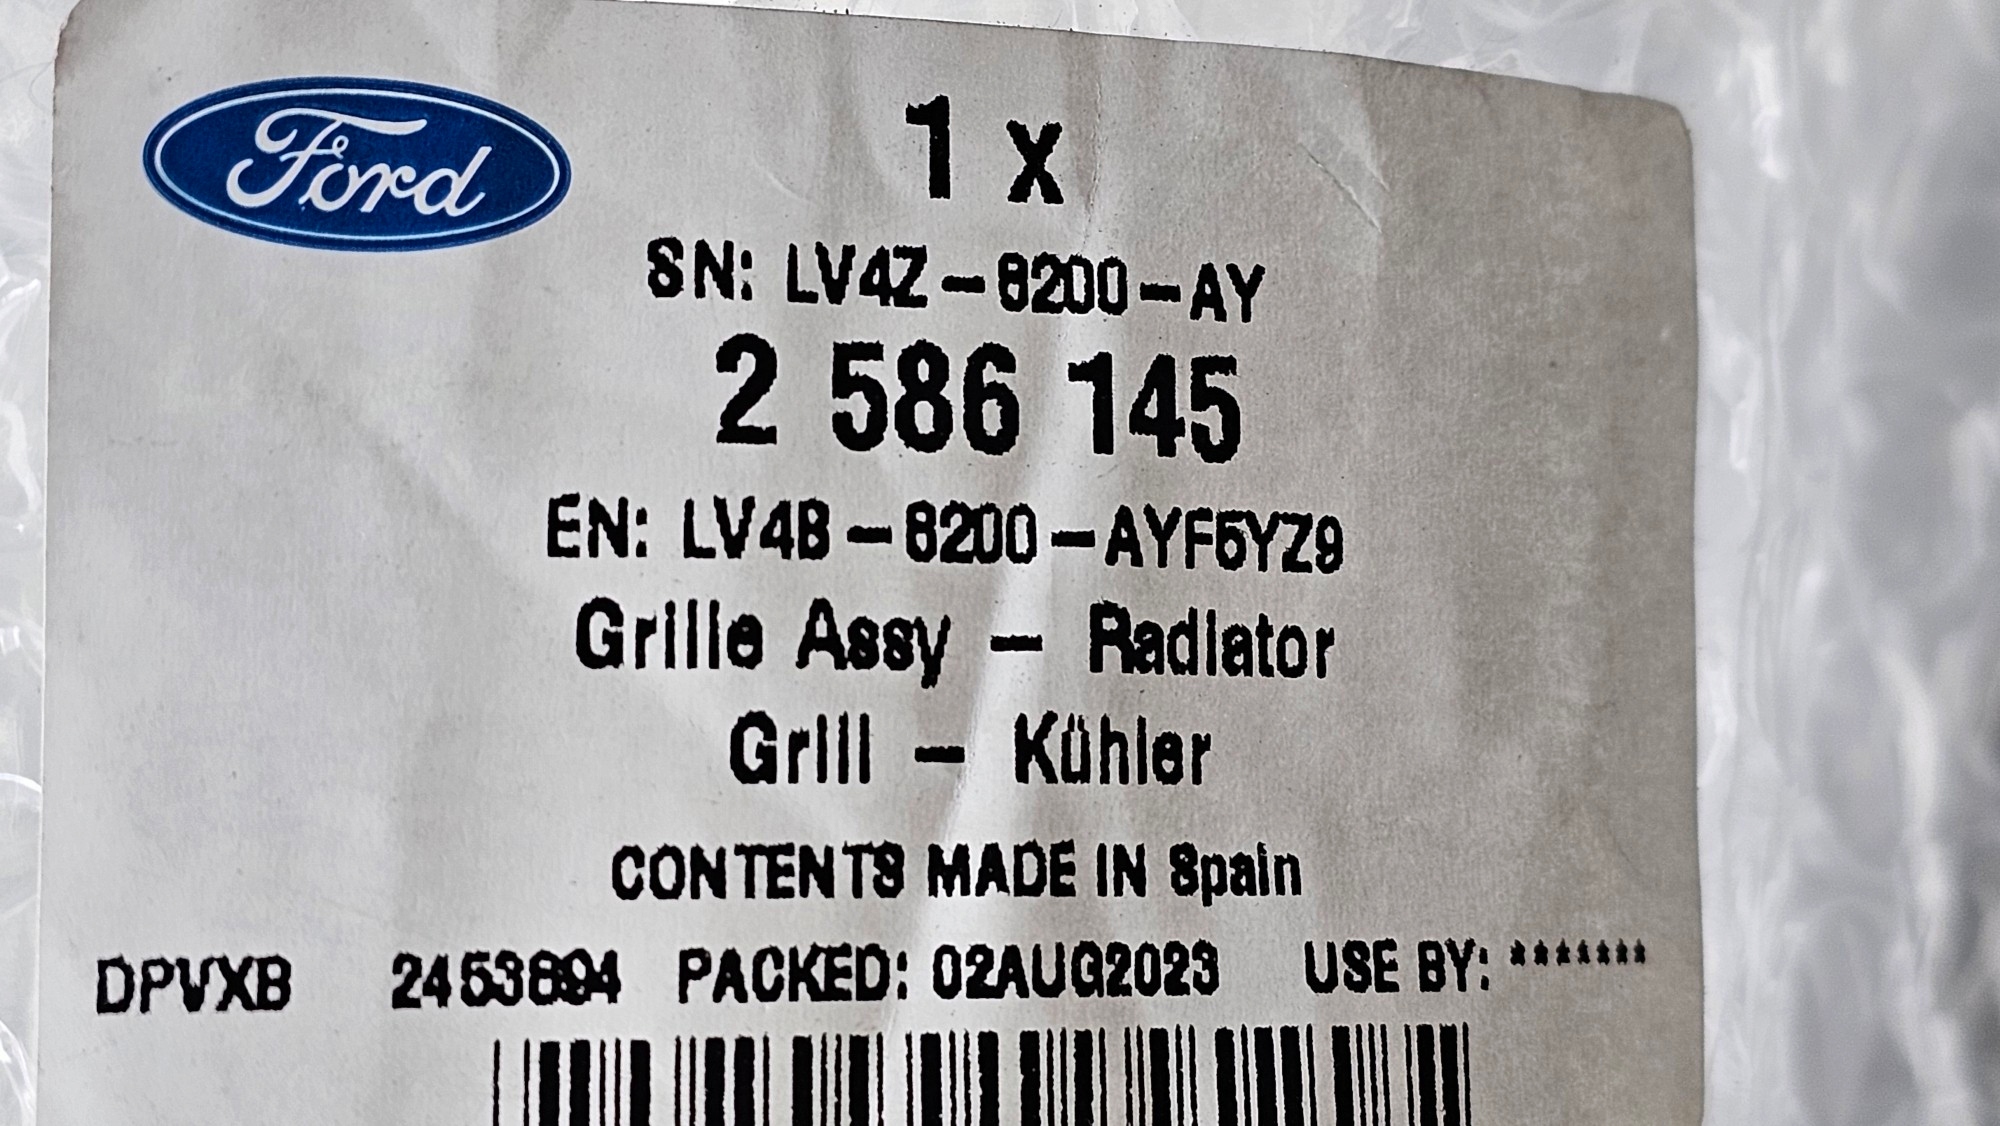 Ford
1 x
SN: LV4Z-8200-AY
2 586 145
EN: LV4B-8200-AYF5YZ9
Grille Assy - Radiator
Grill - Kühler
CONTENTS MADE IN Spain
DPVXB 2453894 PACKED: 02AUG2023 USE BY: *******